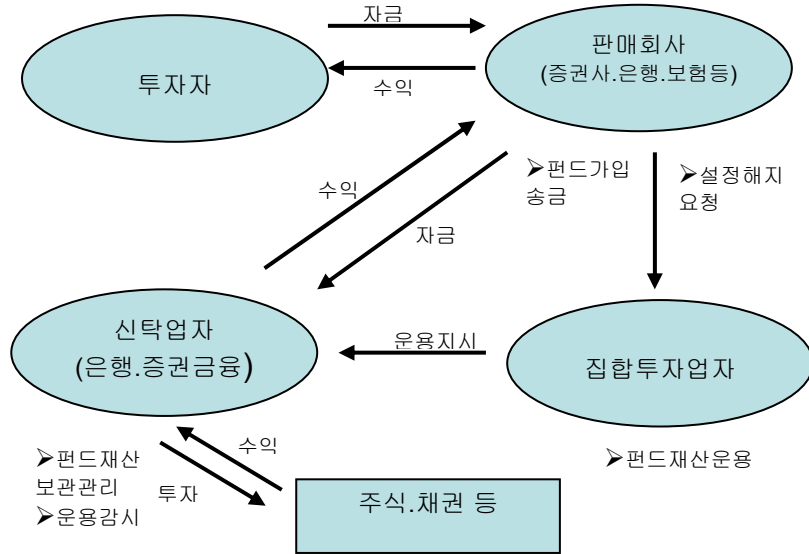 자금
투자자
수익
판매회사
(증권사.은행.보험등)
수익
자금
➢펀드가입
송금
➢설정해지
요청
신탁업자
(은행.증권금융)
운용지시
집합투자업자
➢펀드재산
보관관리
➢운용감시
수익
투자
주식.채권 등
➢펀드재산운용